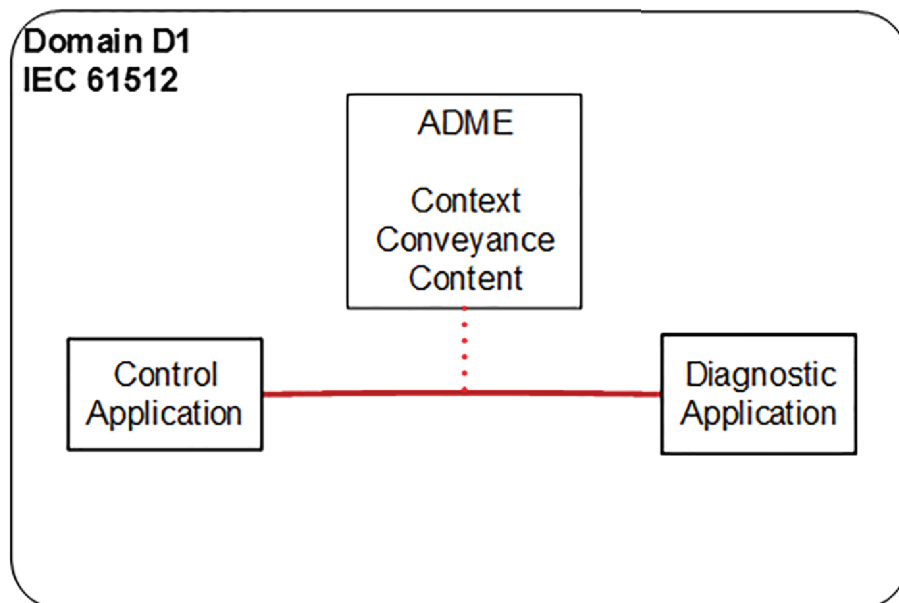 Domain D1
IEC 61512
ADME
Context
Conveyance
Content
Control
Application
Diagnostic
Application